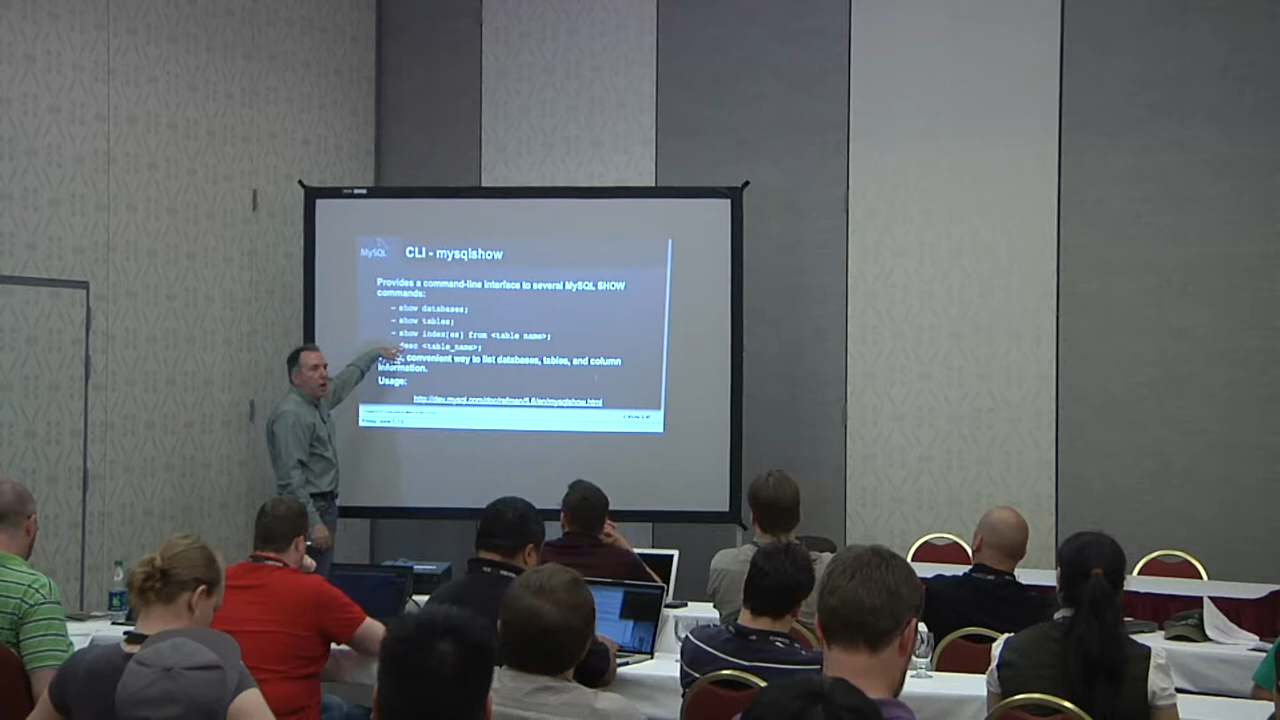 MySQL
CLI - mysqlshow
Provides a command-line interface to several MySQL SHOW
commands:
– show databases;
– show tables;
– show index[es] from <table name>;
desc <table_name>;
convenient way to list databases, tables, and column
information.
Usage: